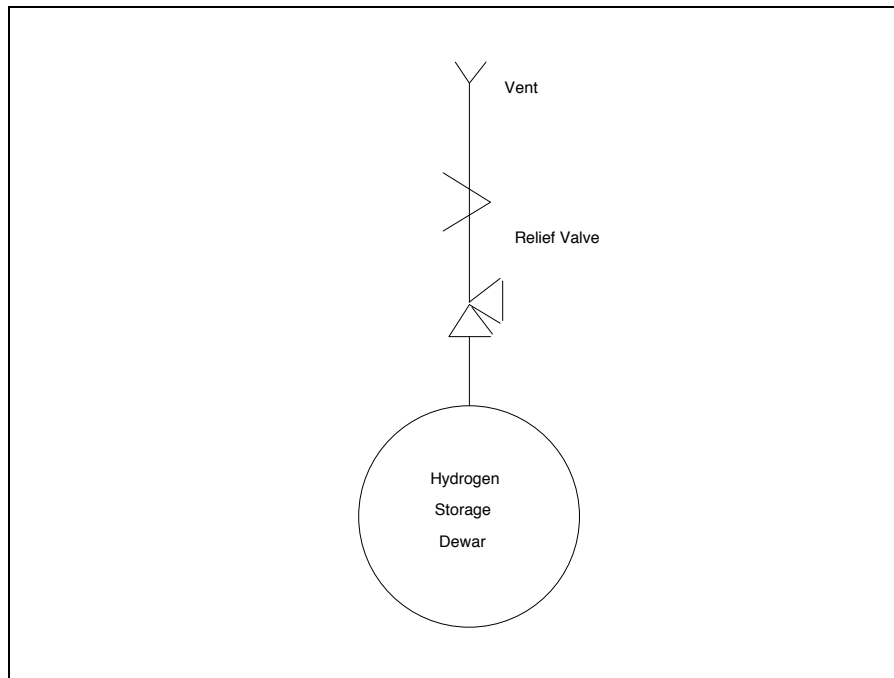 Vent
Relief Valve
Hydrogen
Storage
Dewar